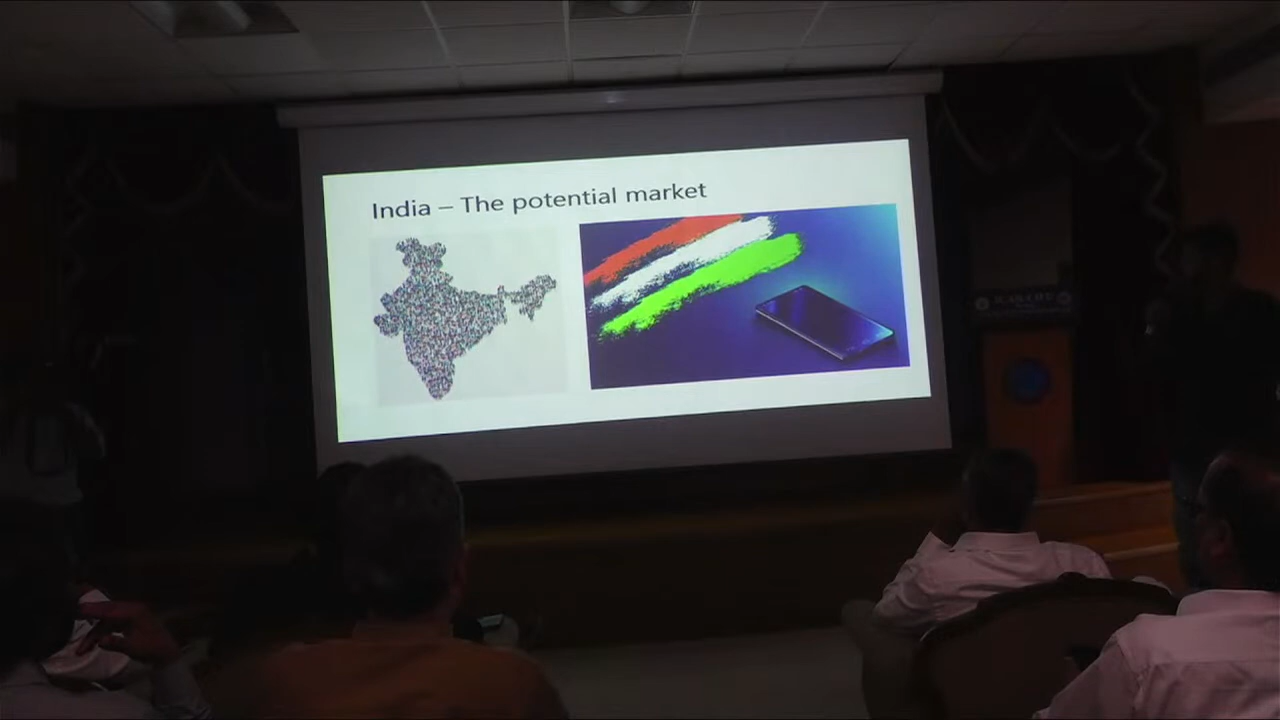 India – The potential market